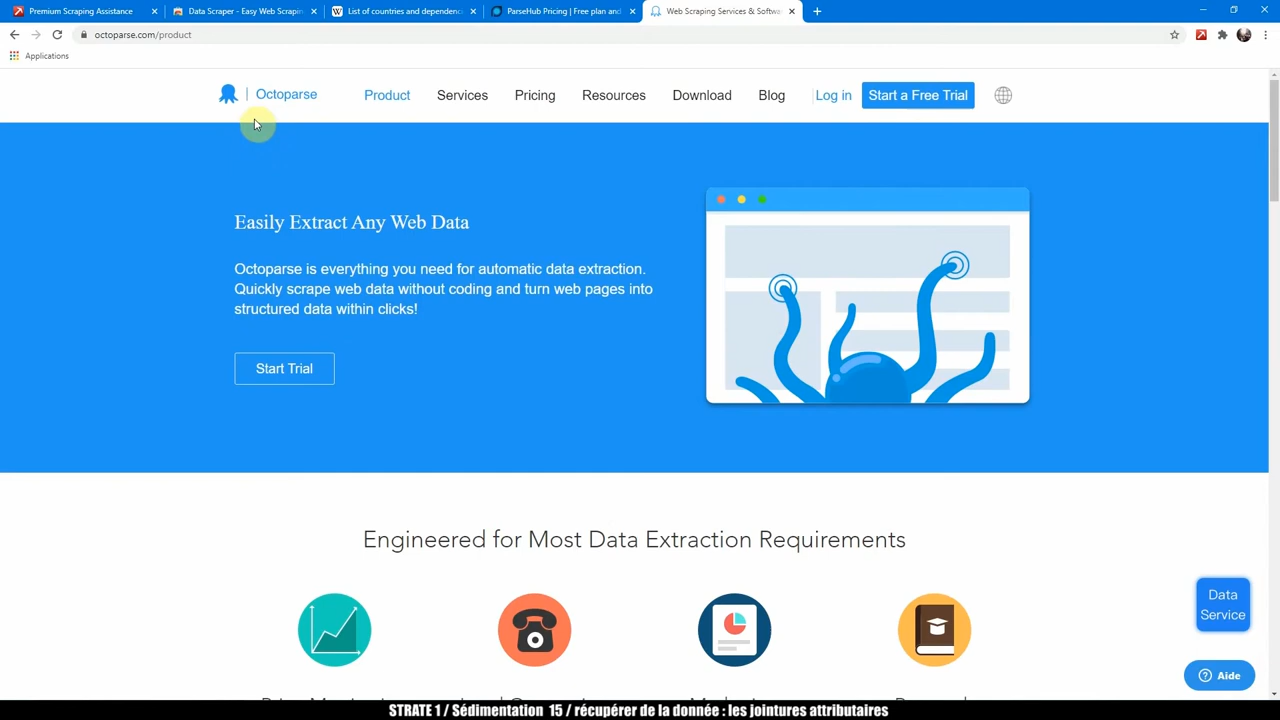 Premium Scraping Assistance
Data Scraper - Easy Web Scrapin
List of countries and dependenc
ParseHub Pricing | Free plan and
Web Scraping Services & Softwa
octoparse.com/product
Applications
Octoparse
Product
Services
Pricing
Resources
Download
Blog
Log in
Start a Free Trial
Easily Extract Any Web Data
Octoparse is everything you need for automatic data extraction.
Quickly scrape web data without coding and turn web pages into
structured data within clicks!
Start Trial
Engineered for Most Data Extraction Requirements
Data
Service
Aide
STRATE 1 / Sédimentation 15 / récupérer de la donnée : les jointures attributaires